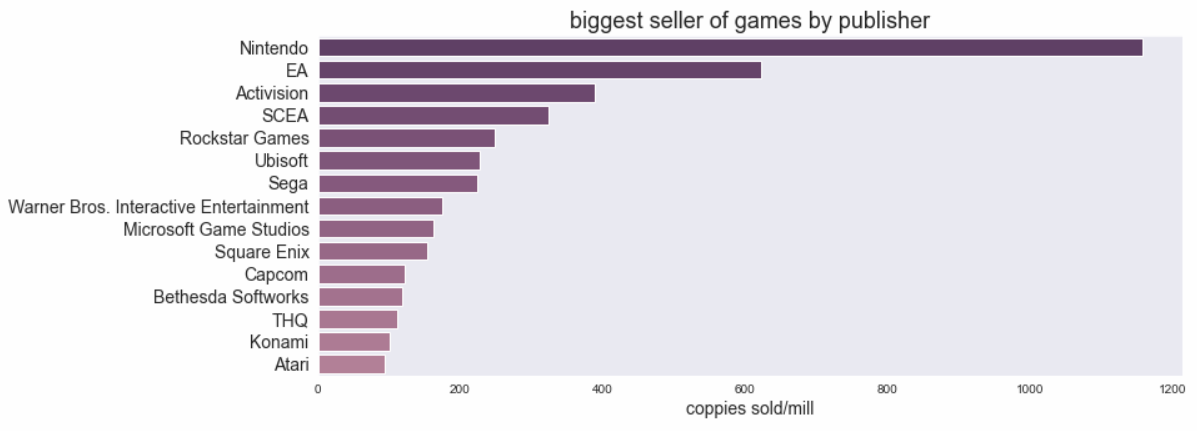 biggest seller of games by publisher
Nintendo
EA
Activision
SCEA
Rockstar Games
Ubisoft
Sega
Warner Bros. Interactive Entertainment
Microsoft Game Studios
Square Enix
Capcom
Bethesda Softworks
THQ
Konami
Atari
0 200 400 600 800 1000 1200
coppies sold/mill